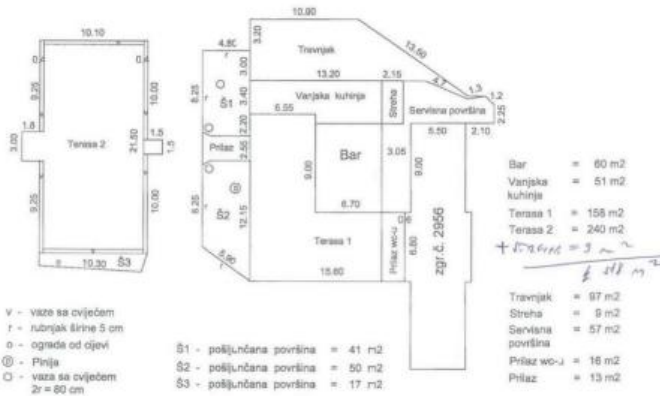 10.10
0
0
9.25
10.00
1.8
3.00
Terasa 2
21.50
1.5
1.5
9.25
10.00
10.30
Š3
10.90
3.20
13.50
4.80
Travnjak
3.00
13.20
2.15
4.7
1.3
1.2
2.25
r
8.25
Š1
3.40
Vanjska kuhinja
Streha
Servisna površina
6.55
5.50
2.10
2.20
Prilaz
2.55
9.00
Bar
3.05
9.00
r
P
6.25
Š2
12.15
6.70
0.6
Terasa 1
Prilaz wc-u
6.80
zgr.č. 2956
5.90
15.60
Bar = 60 m2
Vanjska kuhinja = 51 m2
Terasa 1 = 158 m2
Terasa 2 = 240 m2
Travnjak = 97 m2
Streha = 9 m2
Servisna površina = 57 m2
Prilaz wc-u = 16 m2
Prilaz = 13 m2
v - vaze sa cvijećem
r - rubnjak širine 5 cm
o - ograda od cijevi
P - Pinija
O - vaza sa cvijećem
2r = 80 cm
Š1 - pošljunčana površina = 41 m2
Š2 - pošljunčana površina = 50 m2
Š3 - pošljunčana površina = 17 m2